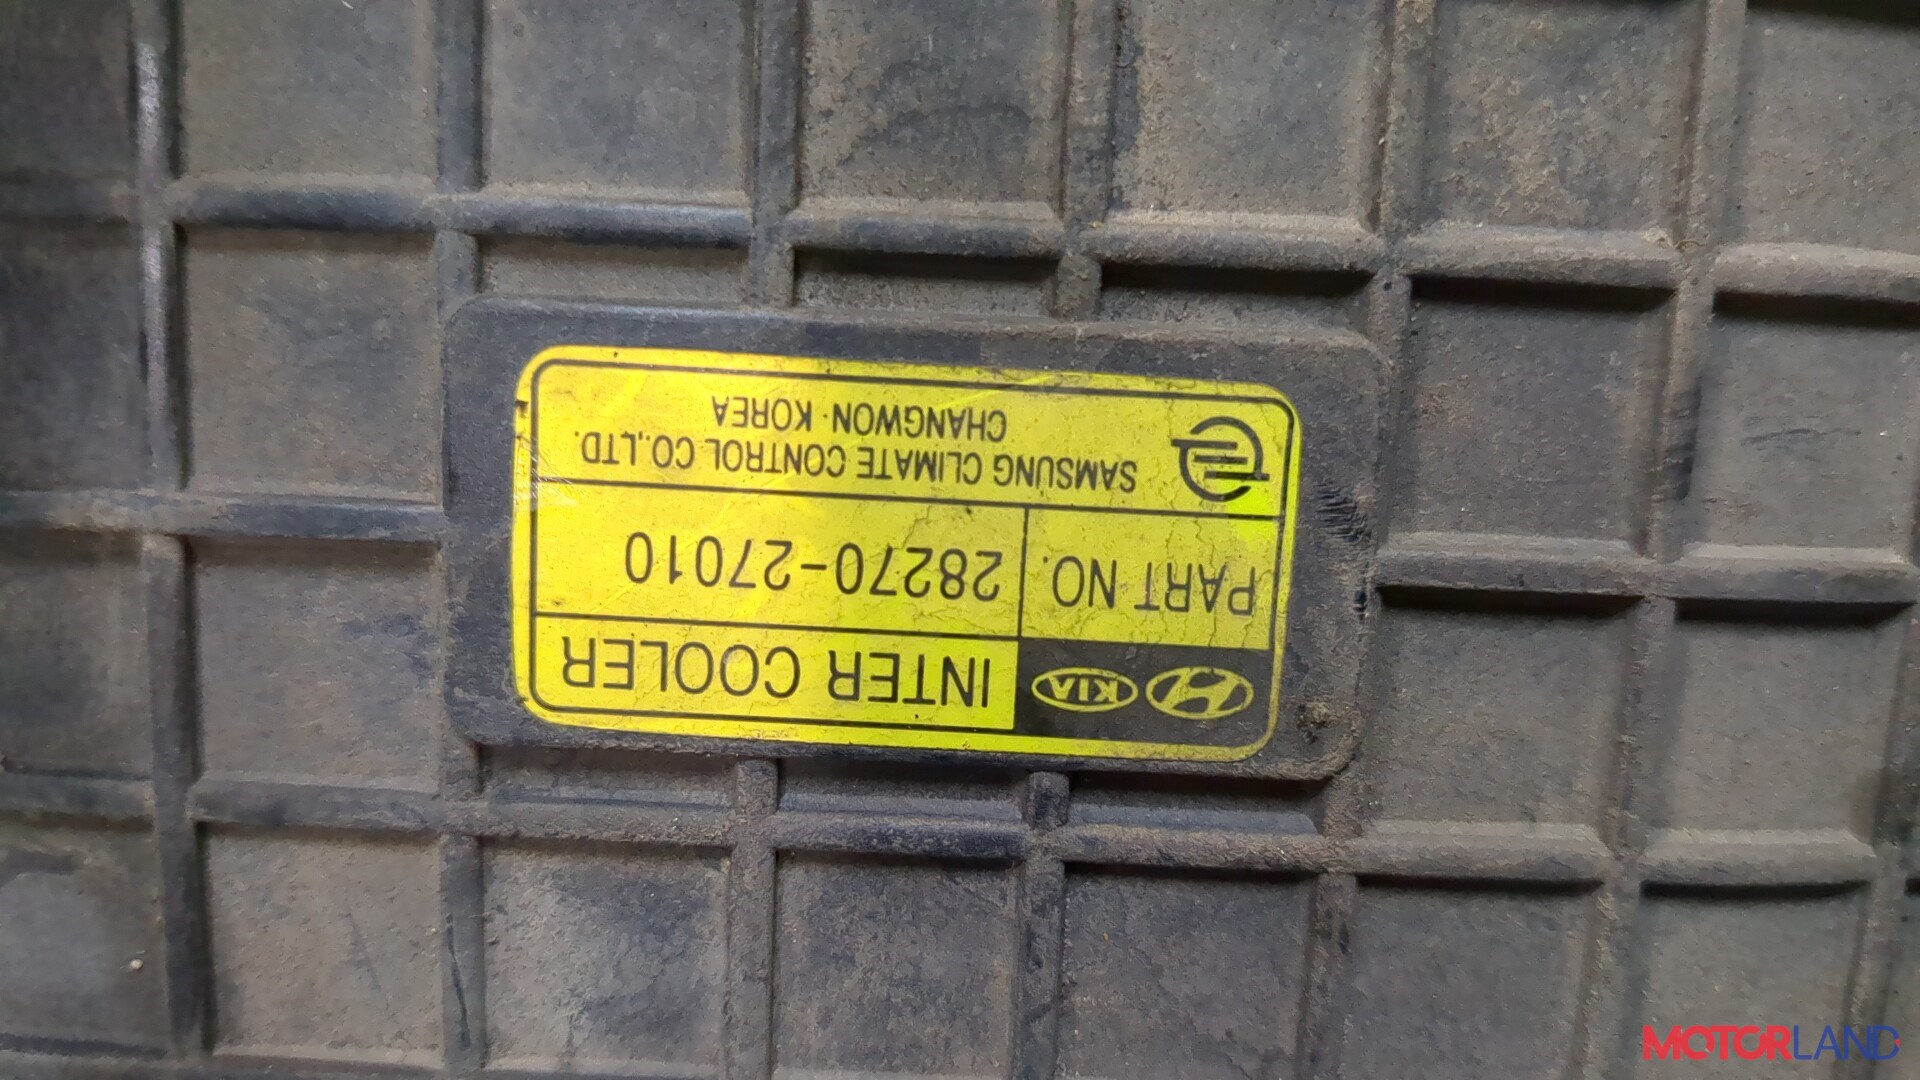 KIA INTER COOLER
PART NO. 28270-27010
SAMSUNG CLIMATE CONTROL CO.,LTD.
CHANGWON·KOREA
MOTORLAND